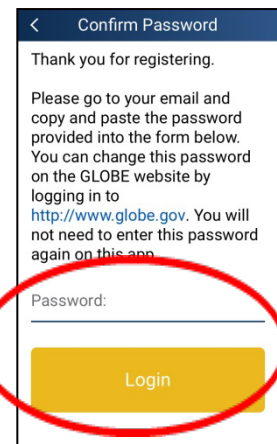 < Confirm Password
Thank you for registering.
Please go to your email and
copy and paste the password
provided into the form below.
You can change this password
on the GLOBE website by
logging in to
http://www.globe.gov. You will
not need to enter this password
again on this app.
Password:
Login